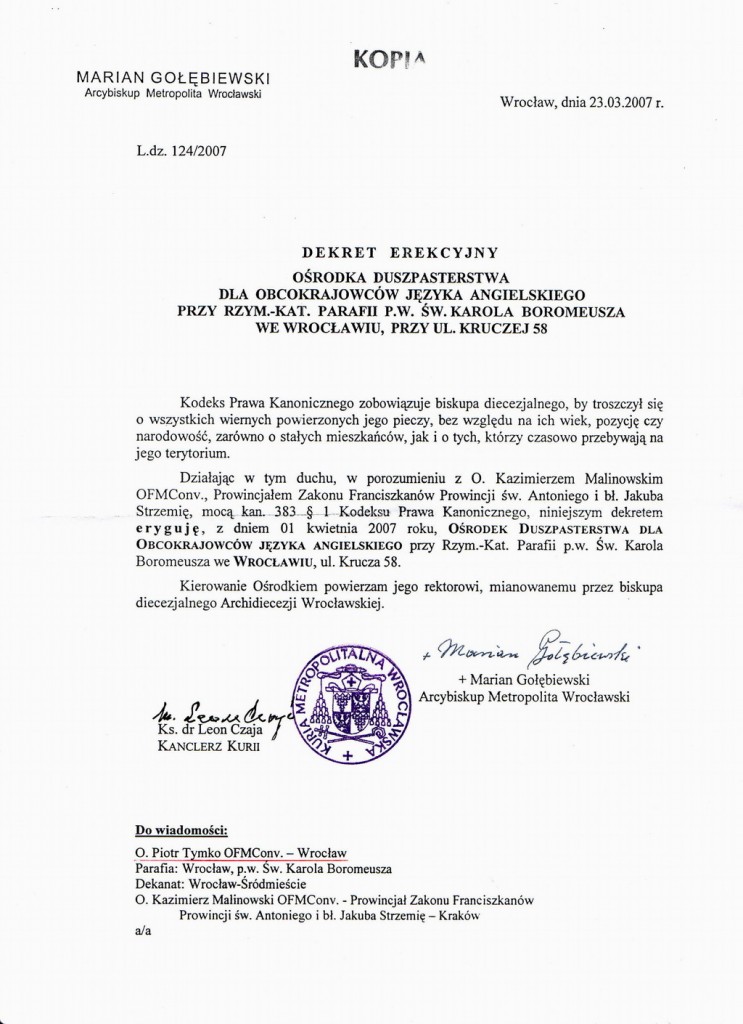 KOPIA
MARIAN GOŁĘBIEWSKI
Arcybiskup Metropolita Wrocławski
Wrocław, dnia 23.03.2007 r.
L.dz. 124/2007
DEKRET EREKCYJNY
OŚRODKA DUSZPASTERSTWA
DLA OBCOKRAJOWCÓW JĘZYKA ANGIELSKIEGO
PRZY RZYM.-KAT. PARAFII P.W. ŚW. KAROLA BOROMEUSZA
WE WROCŁAWIU, PRZY UL. KRUCZEJ 58
Kodeks Prawa Kanonicznego zobowiązuje biskupa diecezjalnego, by troszczył się
o wszystkich wiernych powierzonych jego pieczy, bez względu na ich wiek, pozycję czy
narodowość, zarówno o stałych mieszkańców, jak i o tych, którzy czasowo przebywają na
jego terytorium.
Działając w tym duchu, w porozumieniu z O. Kazimierzem Malinowskim
OFMConv., Prowincjałem Zakonu Franciszkanów Prowincji św. Antoniego i bł. Jakuba
Strzemię, mocą kan. 383 § 1 Kodeksu Prawa Kanonicznego, niniejszym dekretem
eryguję, z dniem 01 kwietnia 2007 roku, OŚRODEK DUSZPASTERSTWA DLA
OBCOKRAJOWCÓW JĘZYKA ANGIELSKIEGO przy Rzym.-Kat. Parafii p.w. Św. Karola
Boromeusza we WROCŁAWIU, ul. Krucza 58.
Kierowanie Ośrodkiem powierzam jego rektorowi, mianowanemu przez biskupa
diecezjalnego Archidiecezji Wrocławskiej.
+ Marian Gołębiewski
+ Marian Gołębiewski
Arcybiskup Metropolita Wrocławski
KURIA METROPOLITALNA WROCŁAWSKA
Ks. Leon Czaja
Ks. dr Leon Czaja
KANCLERZ KURII
Do wiadomości:
O. Piotr Tymko OFMConv. – Wrocław
Parafia: Wrocław, p.w. Św. Karola Boromeusza
Dekanat: Wrocław-Śródmieście
O. Kazimierz Malinowski OFMConv. - Prowincjał Zakonu Franciszkanów
Prowincji św. Antoniego i bł. Jakuba Strzemię – Kraków
a/a